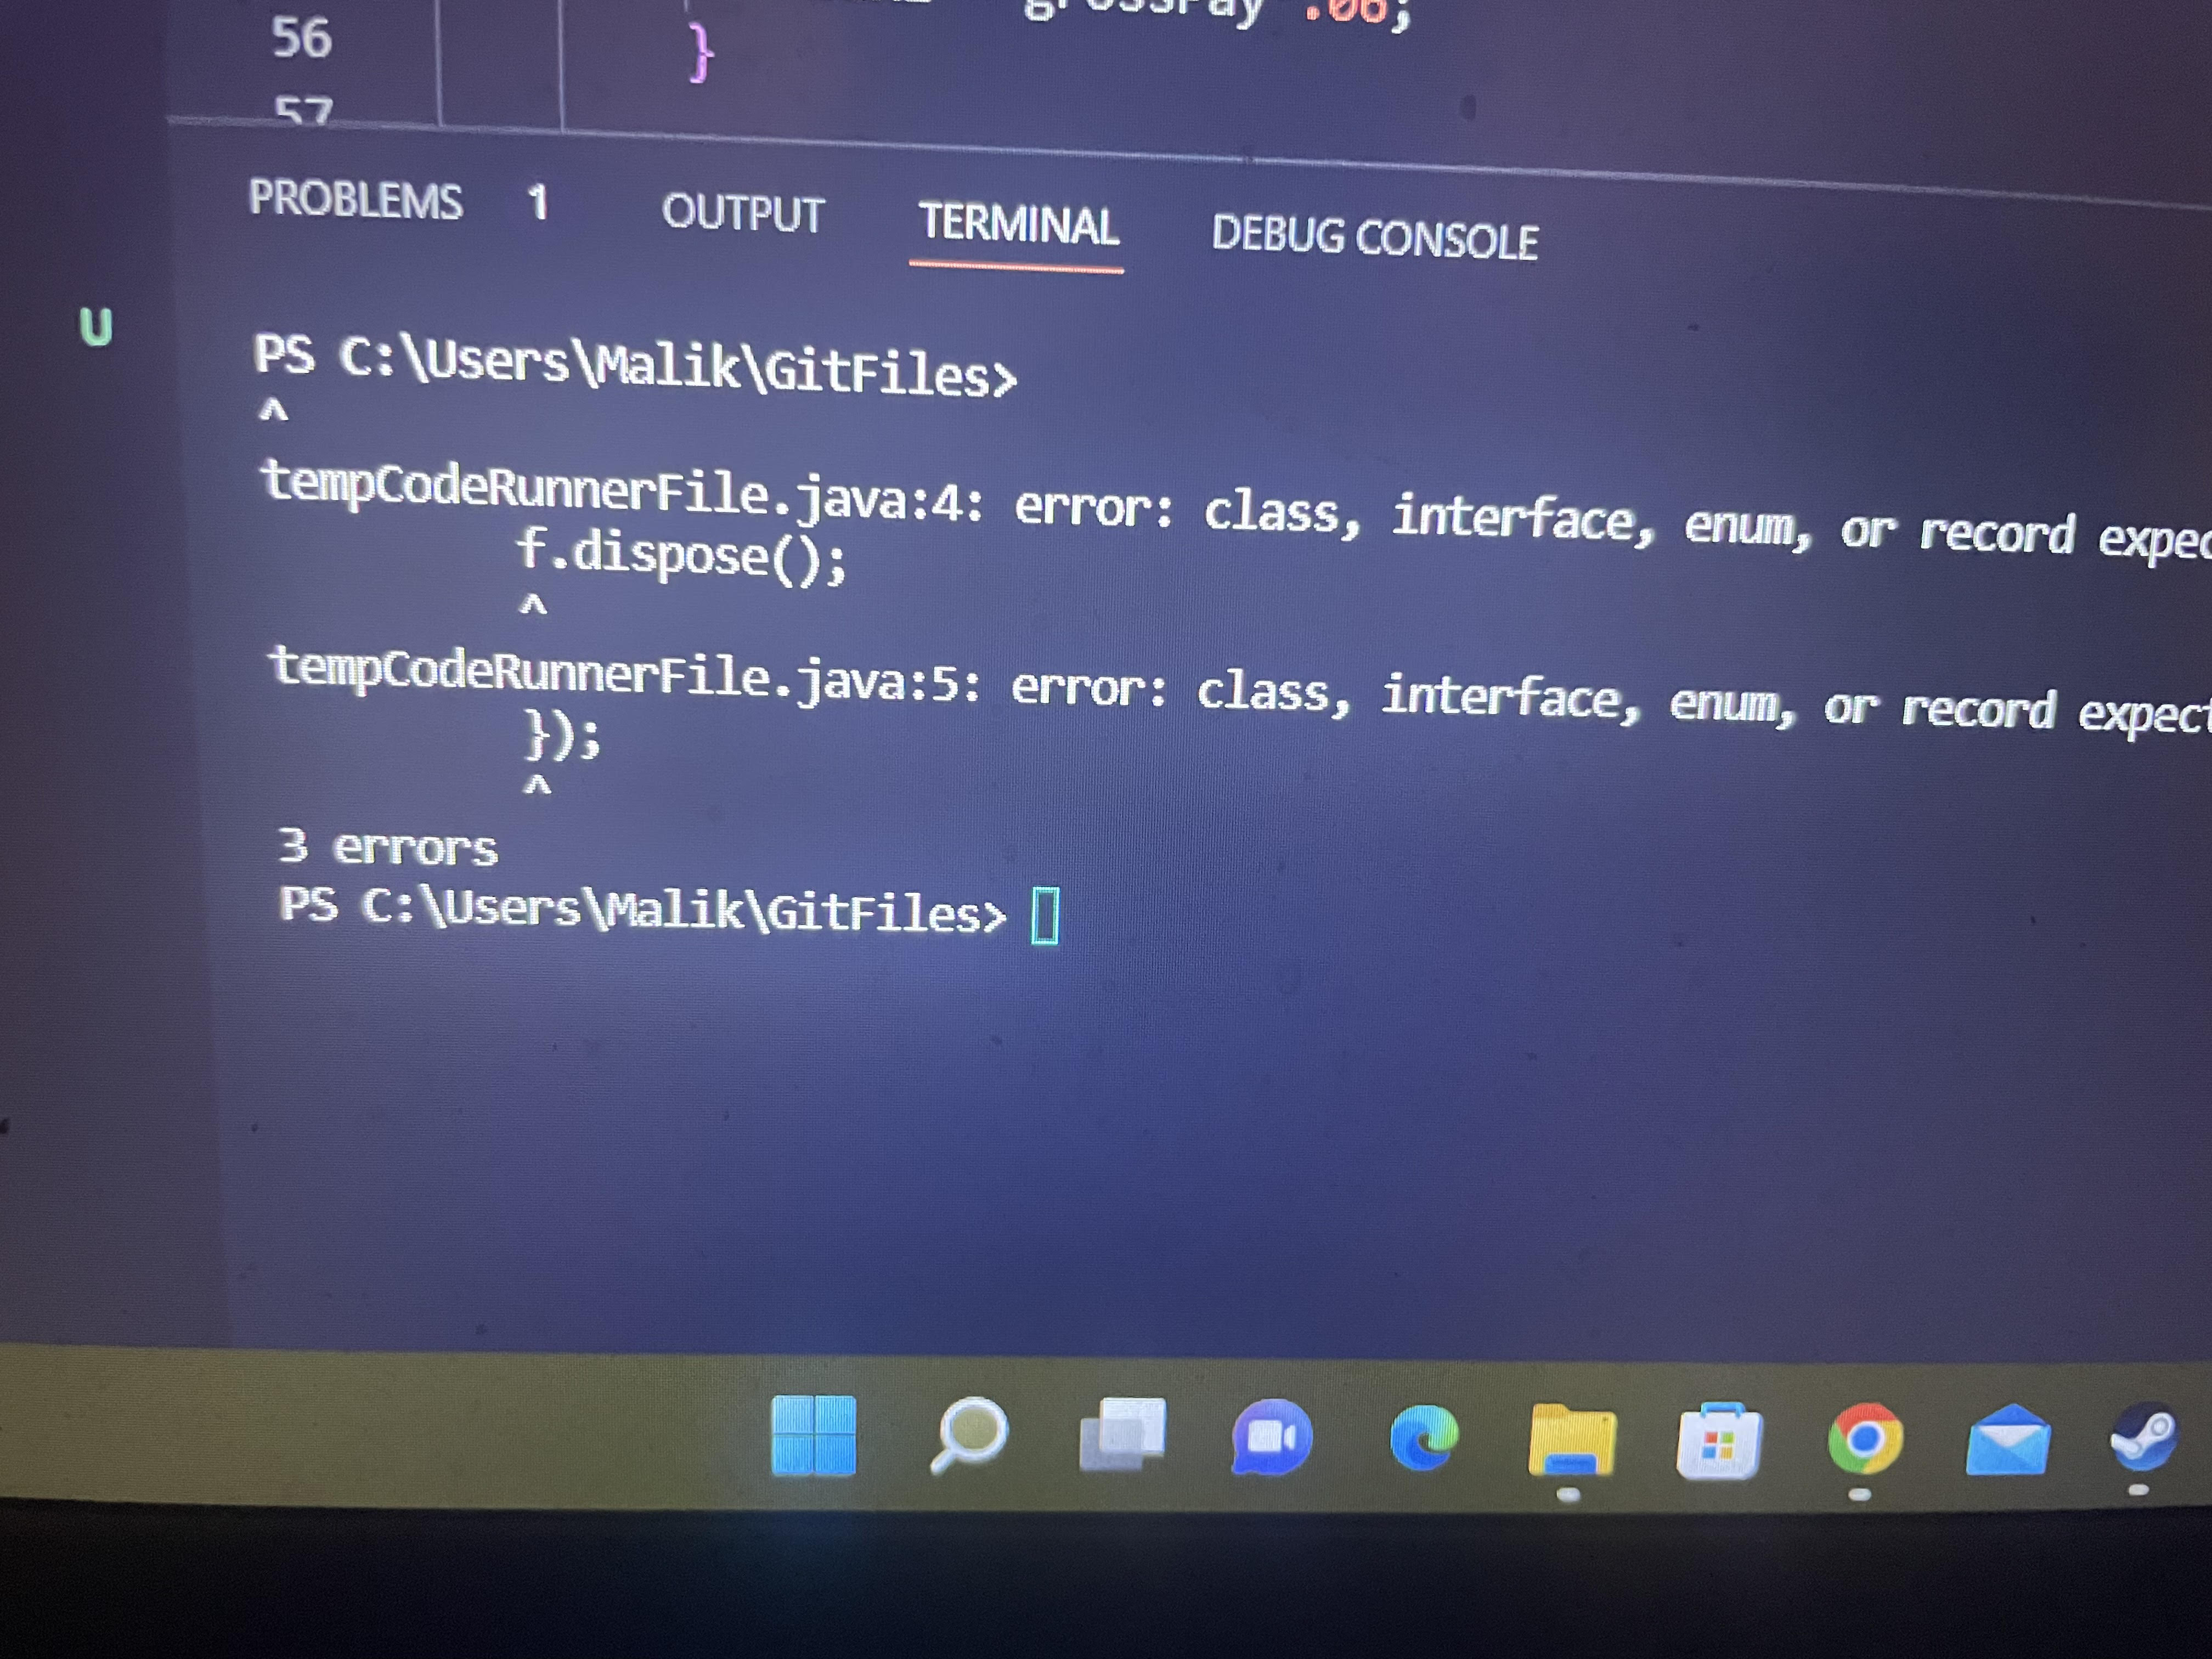 56 grossPay*.06;
}
57
PROBLEMS 1 OUTPUT TERMINAL DEBUG CONSOLE
U
PS C:\Users\Malik\GitFiles>
^
tempCodeRunnerFile.java:4: error: class, interface, enum, or record expec
f.dispose();
^
tempCodeRunnerFile.java:5: error: class, interface, enum, or record expect
});
^
3 errors
PS C:\Users\Malik\GitFiles>